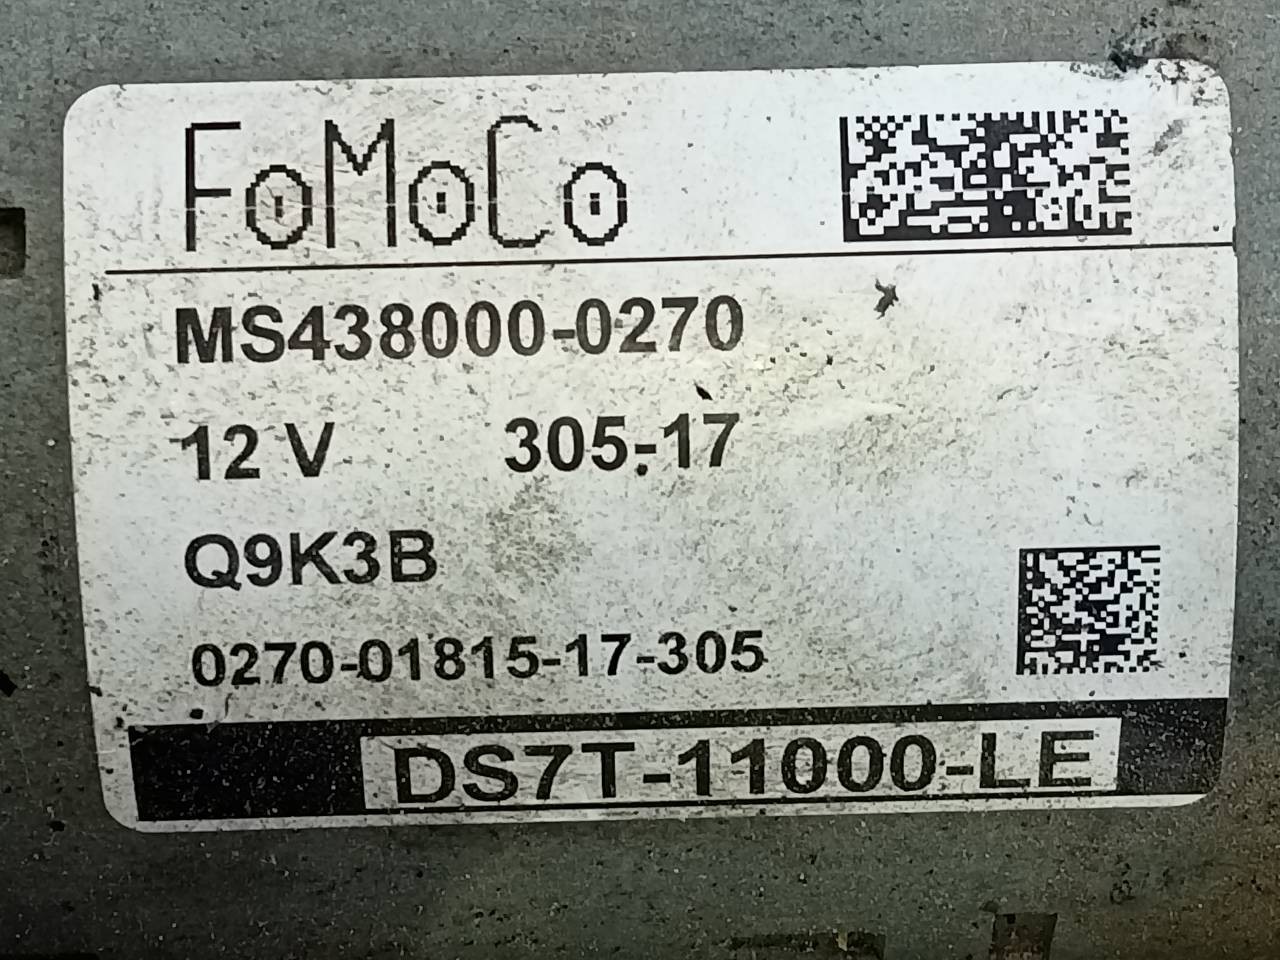 FoMoCo
MS438000-0270
12 V 305-17
Q9K3B
0270-01815-17-305
DS7T-11000-LE